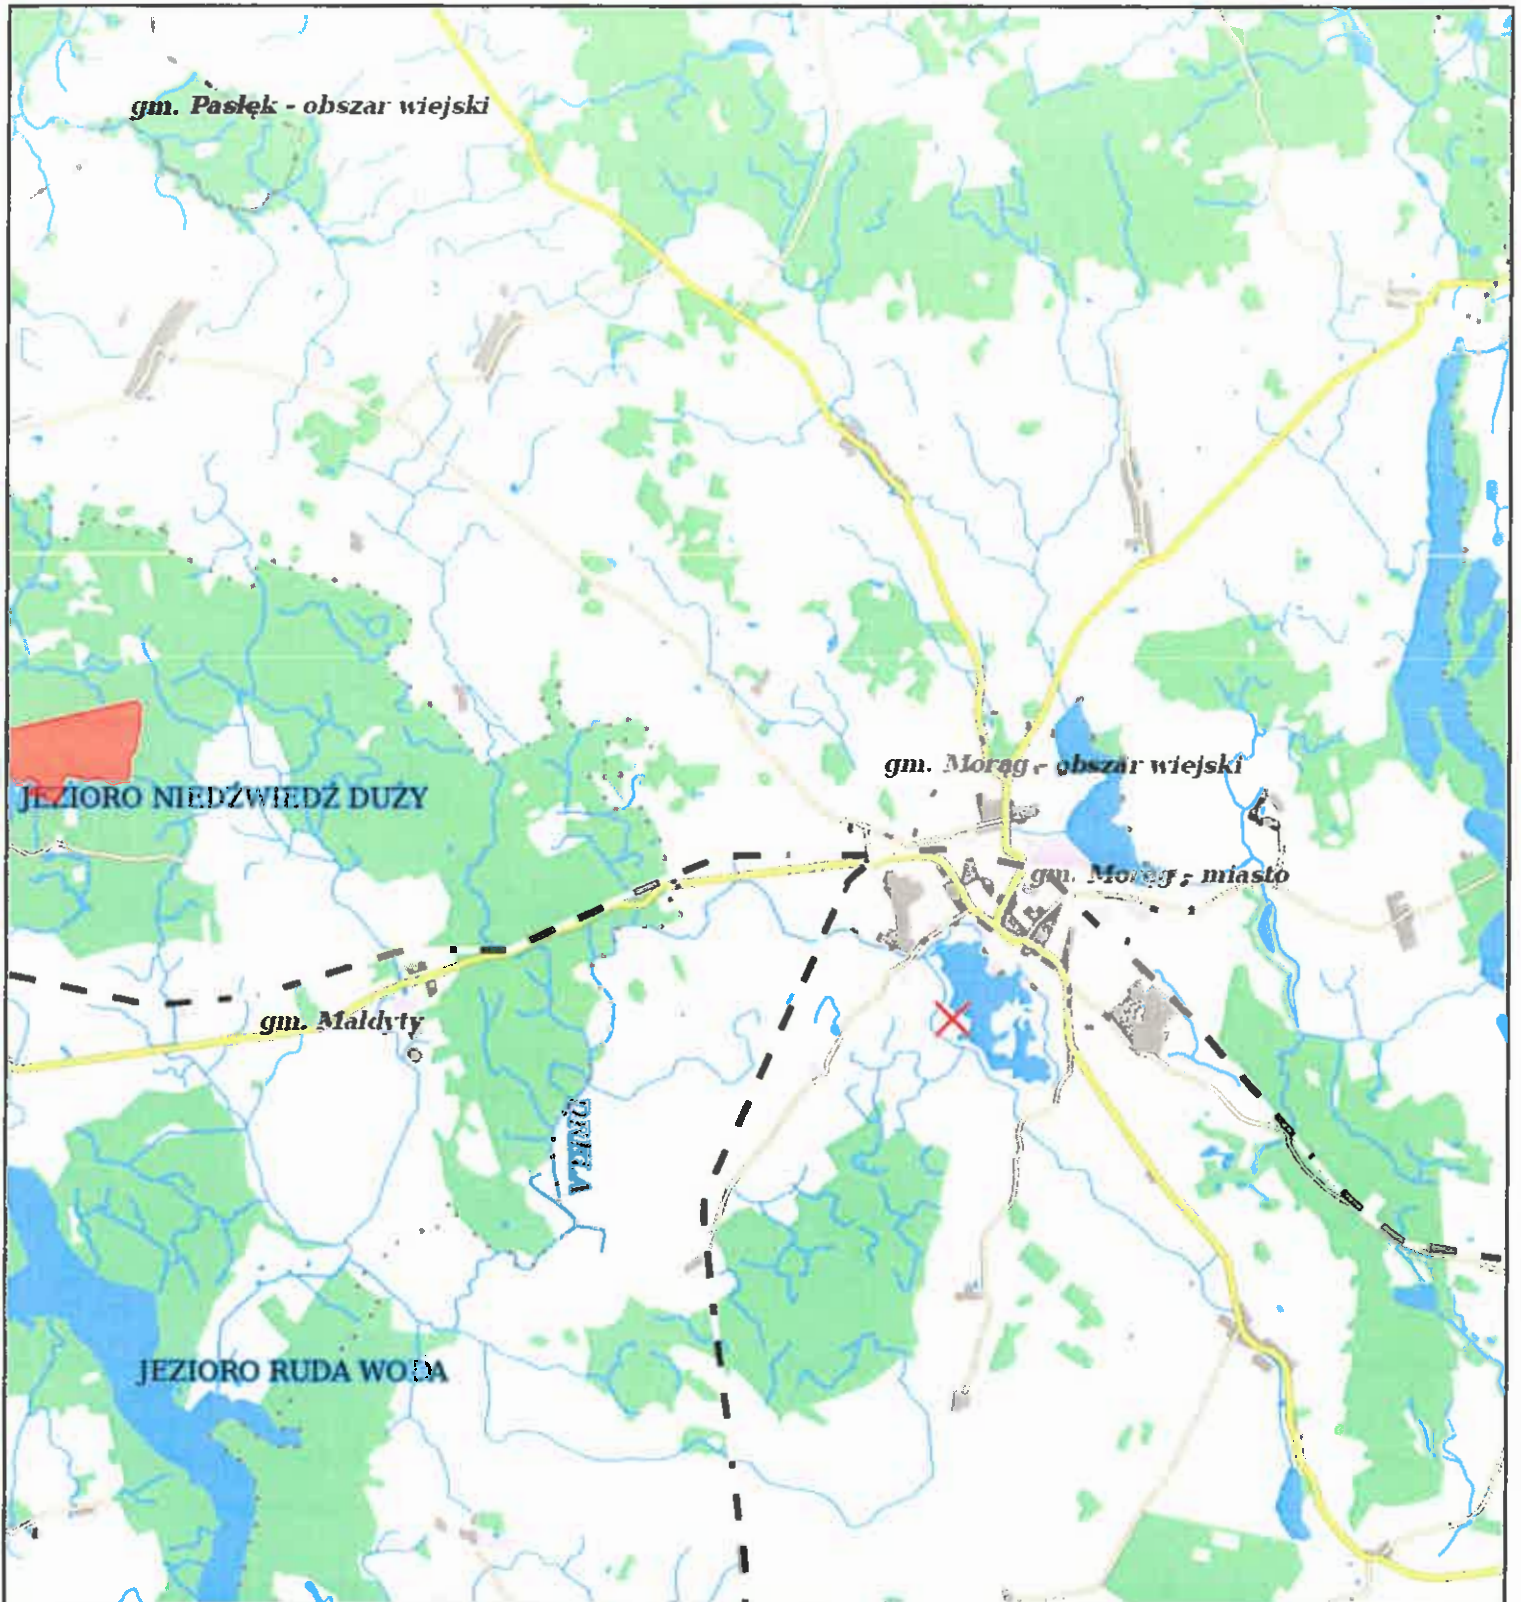 gm. Pasłęk - obszar wiejski
gm. Morąg - obszar wiejski
JEZIORO NIEDŹWIEDŹ DUŻY
gm. Morąg - miasto
gm. Małdyty
JEZIORO RUDA WODA